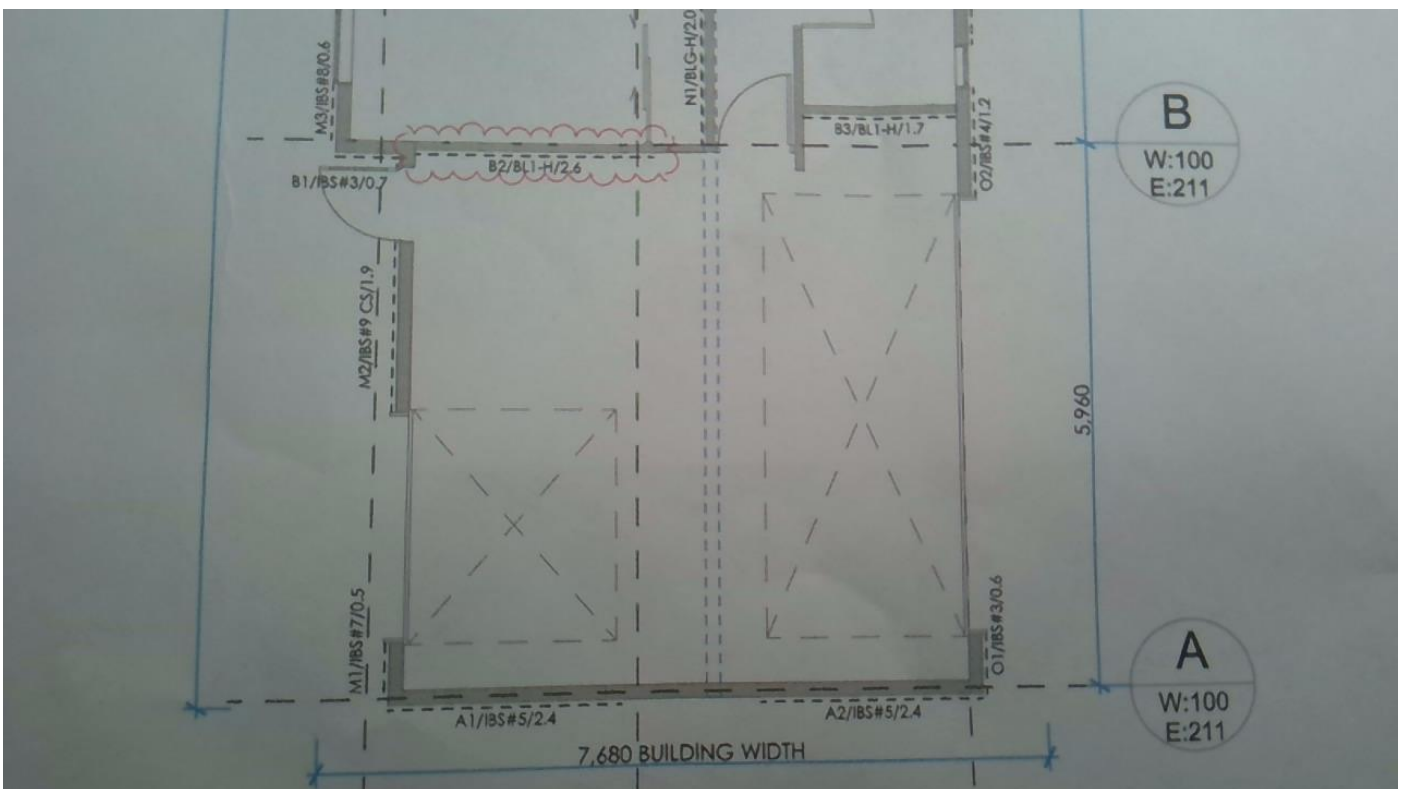 M3/IBS#8/0.6
N1/BLG-H/2.0
B3/BL1-H/1.7
O2/IBS#4/1.2
B
W:100
E:211
B1/IBS#3/0.7
B2/BL1-H/2.6
M2/IBS#9 CS/1.9
5,960
M1/IBS#7/0.5
O1/IBS#3/0.6
A
W:100
E:211
A1/IBS#5/2.4
A2/IBS#5/2.4
7,680 BUILDING WIDTH